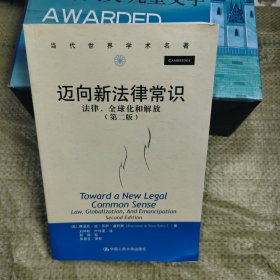 AWARDED
当代世界学术名著
CAMBRIDGE
迈向新法律常识
法律、全球化和解放
(第二版)
Toward a New Legal
Common Sense
Law, Globalization, And Emancipation
Second Edition
中国人民大学出版社